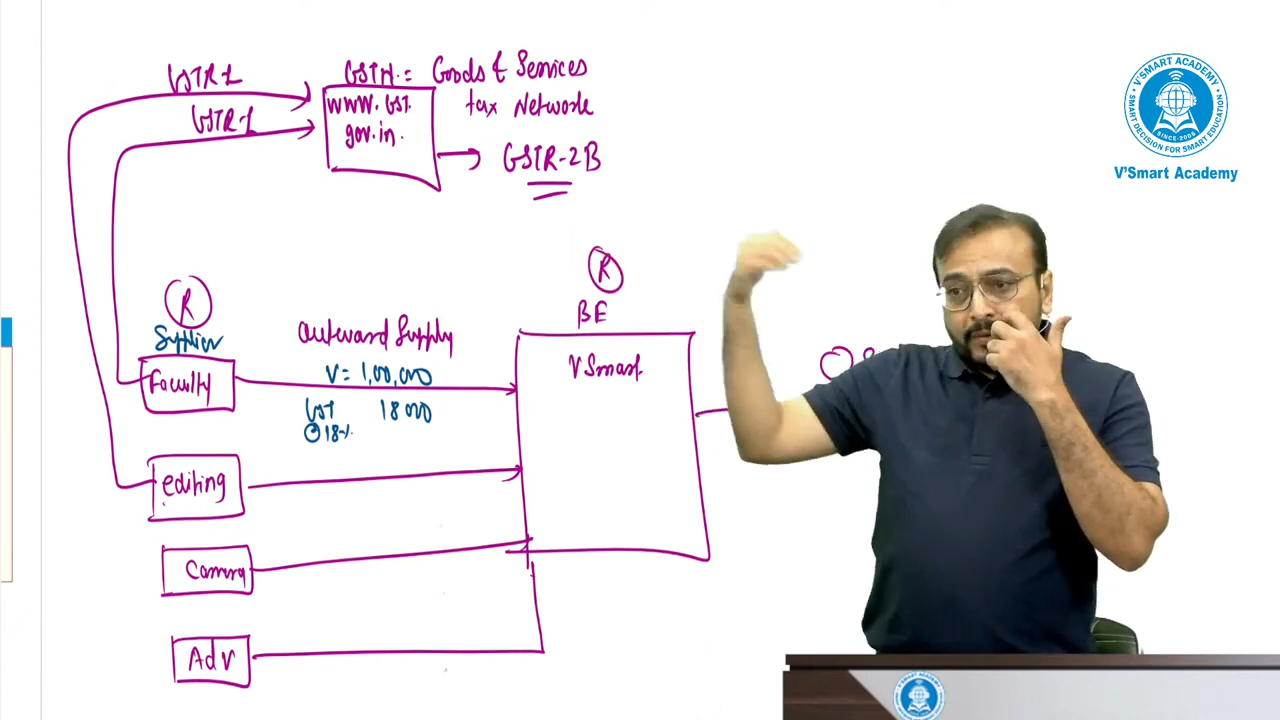 GSTR-1
GSTN = Goods & Services
tax Network
www.GST.
gov.in.
GSTR-1
GSTR-2B
R
Supplier
Faculty
outward Supply
V = 1,00,000
GST 18000
@ 18%
R
BE
VSmart
editing
Camera
Adv
V'SMART ACADEMY
SINCE-2008
SMART DECISION FOR SMART EDUCATION
V'Smart Academy